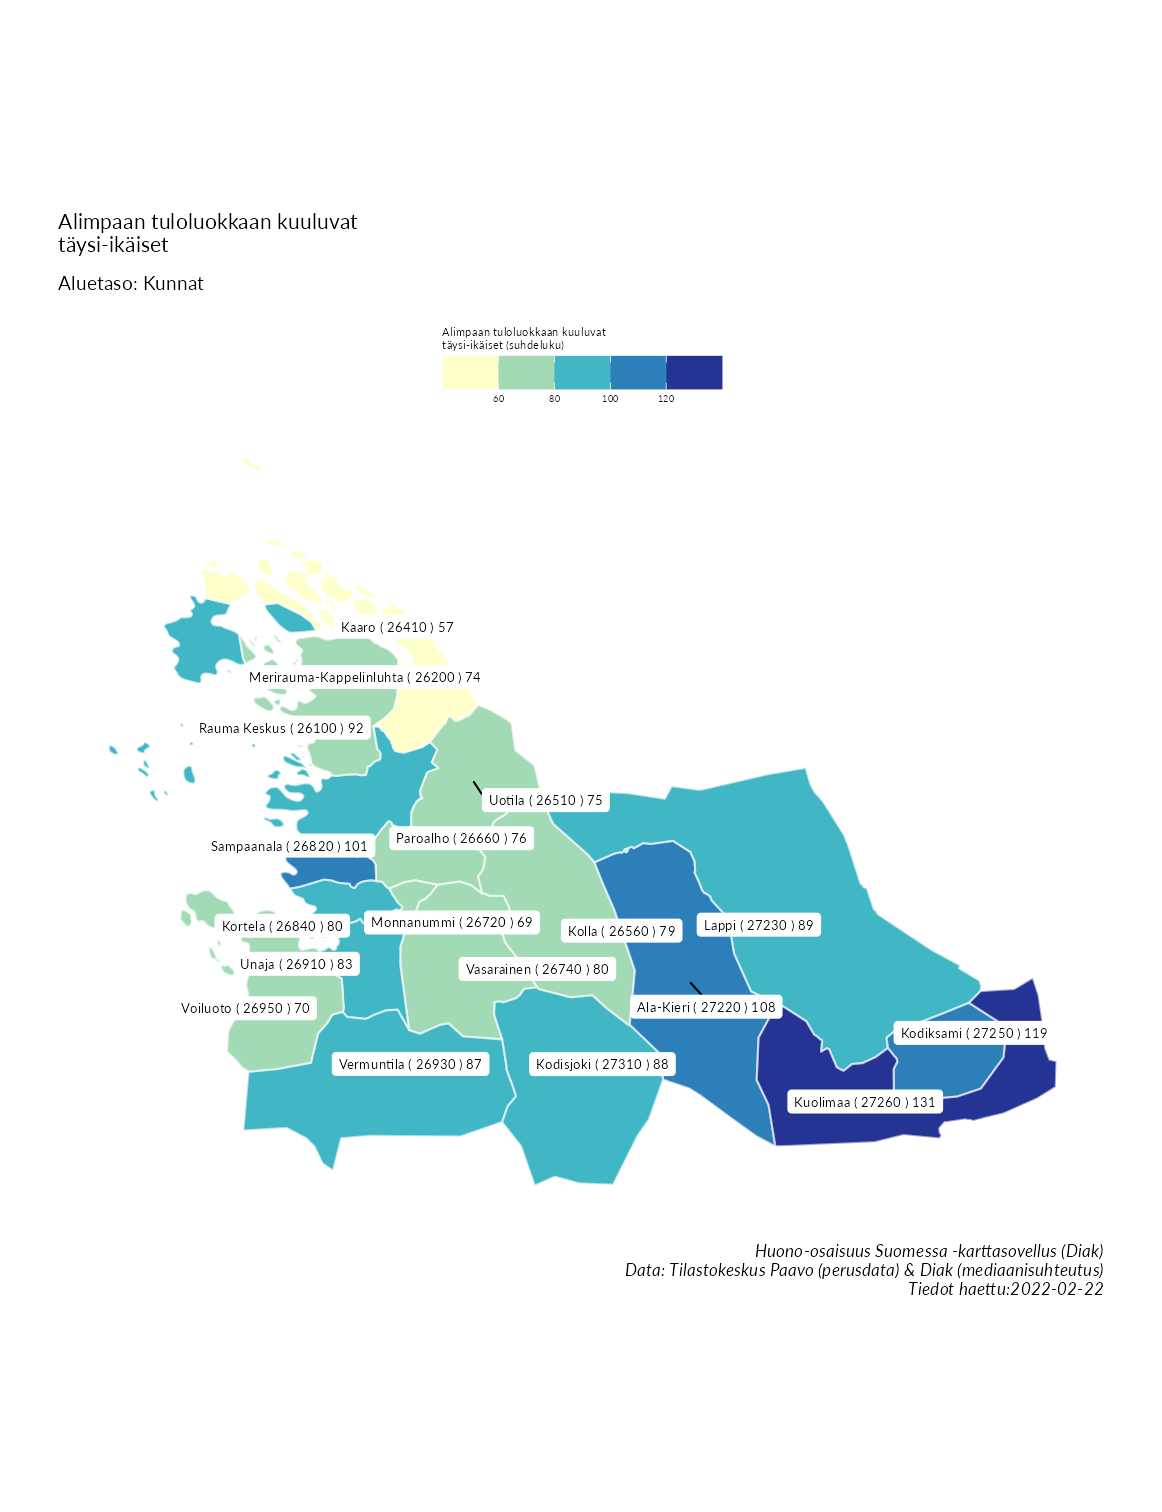 Alimpaan tuloluokkaan kuuluvat
täysi-ikäiset
Aluetaso: Kunnat
Alimpaan tuloluokkaan kuuluvat
täysi-ikäiset (suhdeluku)
60 80 100 120
Kaaro ( 26410 ) 57
Merirauma-Kappelinluhta ( 26200 ) 74
Rauma Keskus ( 26100 ) 92
Uotila ( 26510 ) 75
Paroalho ( 26660 ) 76
Sampaanala ( 26820 ) 101
Monnanummi ( 26720 ) 69
Kortela ( 26840 ) 80
Kolla ( 26560 ) 79
Lappi ( 27230 ) 89
Unaja ( 26910 ) 83
Vasarainen ( 26740 ) 80
Voiluoto ( 26950 ) 70
Ala-Kieri ( 27220 ) 108
Kodiksami ( 27250 ) 119
Vermuntila ( 26930 ) 87
Kodisjoki ( 27310 ) 88
Kuolimaa ( 27260 ) 131
Huono-osaisuus Suomessa -karttasovellus (Diak)
Data: Tilastokeskus Paavo (perusdata) & Diak (mediaanisuhteutus)
Tiedot haettu:2022-02-22